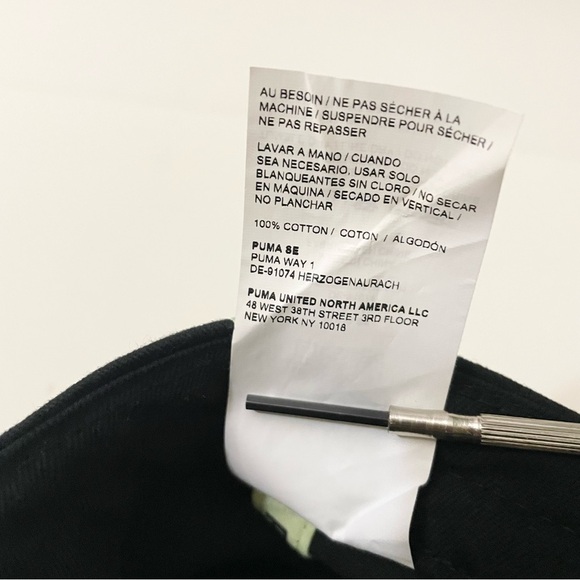 AU BESOIN / NE PAS SÉCHER À LA
MACHINE / SUSPENDRE POUR SÉCHER /
NE PAS REPASSER
LAVAR A MANO / CUANDO
SEA NECESARIO, USAR SOLO
BLANQUEANTES SIN CLORO / NO SECAR
EN MÁQUINA / SECADO EN VERTICAL /
NO PLANCHAR
100% COTTON / COTON / ALGODÓN
PUMA SE
PUMA WAY 1
DE-91074 HERZOGENAURACH
PUMA UNITED NORTH AMERICA LLC
48 WEST 38TH STREET 3RD FLOOR
NEW YORK NY 10018